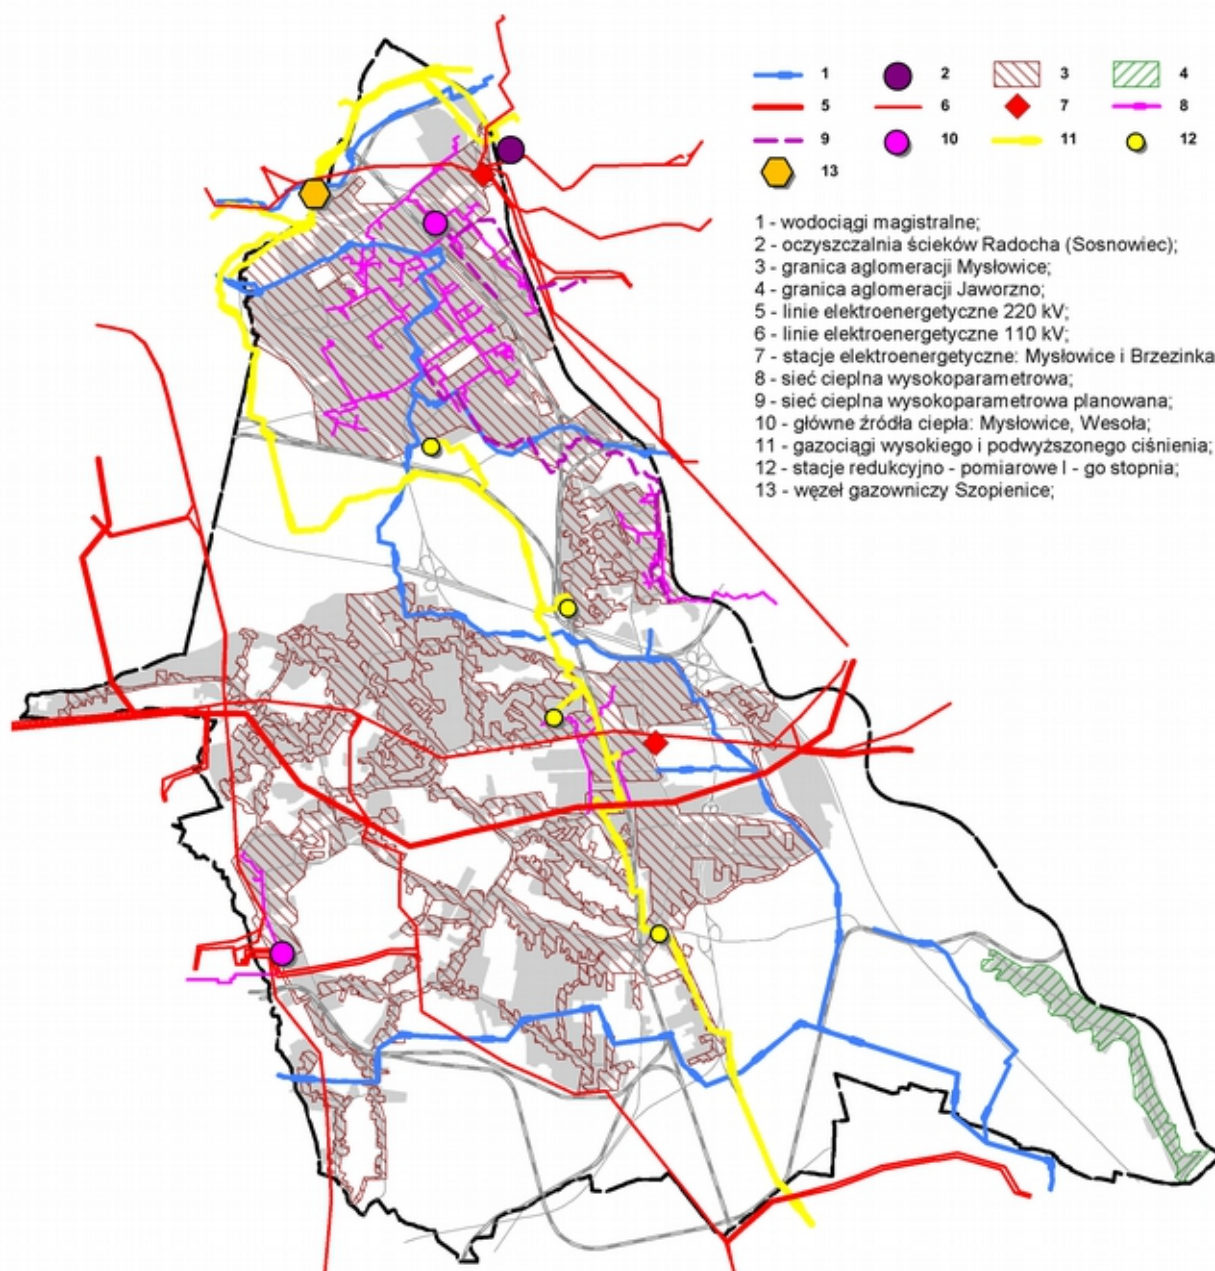 1 2 3 4
5 6 7 8
9 10 11 12
13
1 - wodociągi magistralne;
2 - oczyszczalnia ścieków Radocha (Sosnowiec);
3 - granica aglomeracji Mysłowice;
4 - granica aglomeracji Jaworzno;
5 - linie elektroenergetyczne 220 kV;
6 - linie elektroenergetyczne 110 kV;
7 - stacje elektroenergetyczne: Mysłowice i Brzezinka
8 - sieć cieplna wysokoparametrowa;
9 - sieć cieplna wysokoparametrowa planowana;
10 - główne źródła ciepła: Mysłowice, Wesoła;
11 - gazociągi wysokiego i podwyższonego ciśnienia;
12 - stacje redukcyjno - pomiarowe I - go stopnia;
13 - węzeł gazowniczy Szopienice;